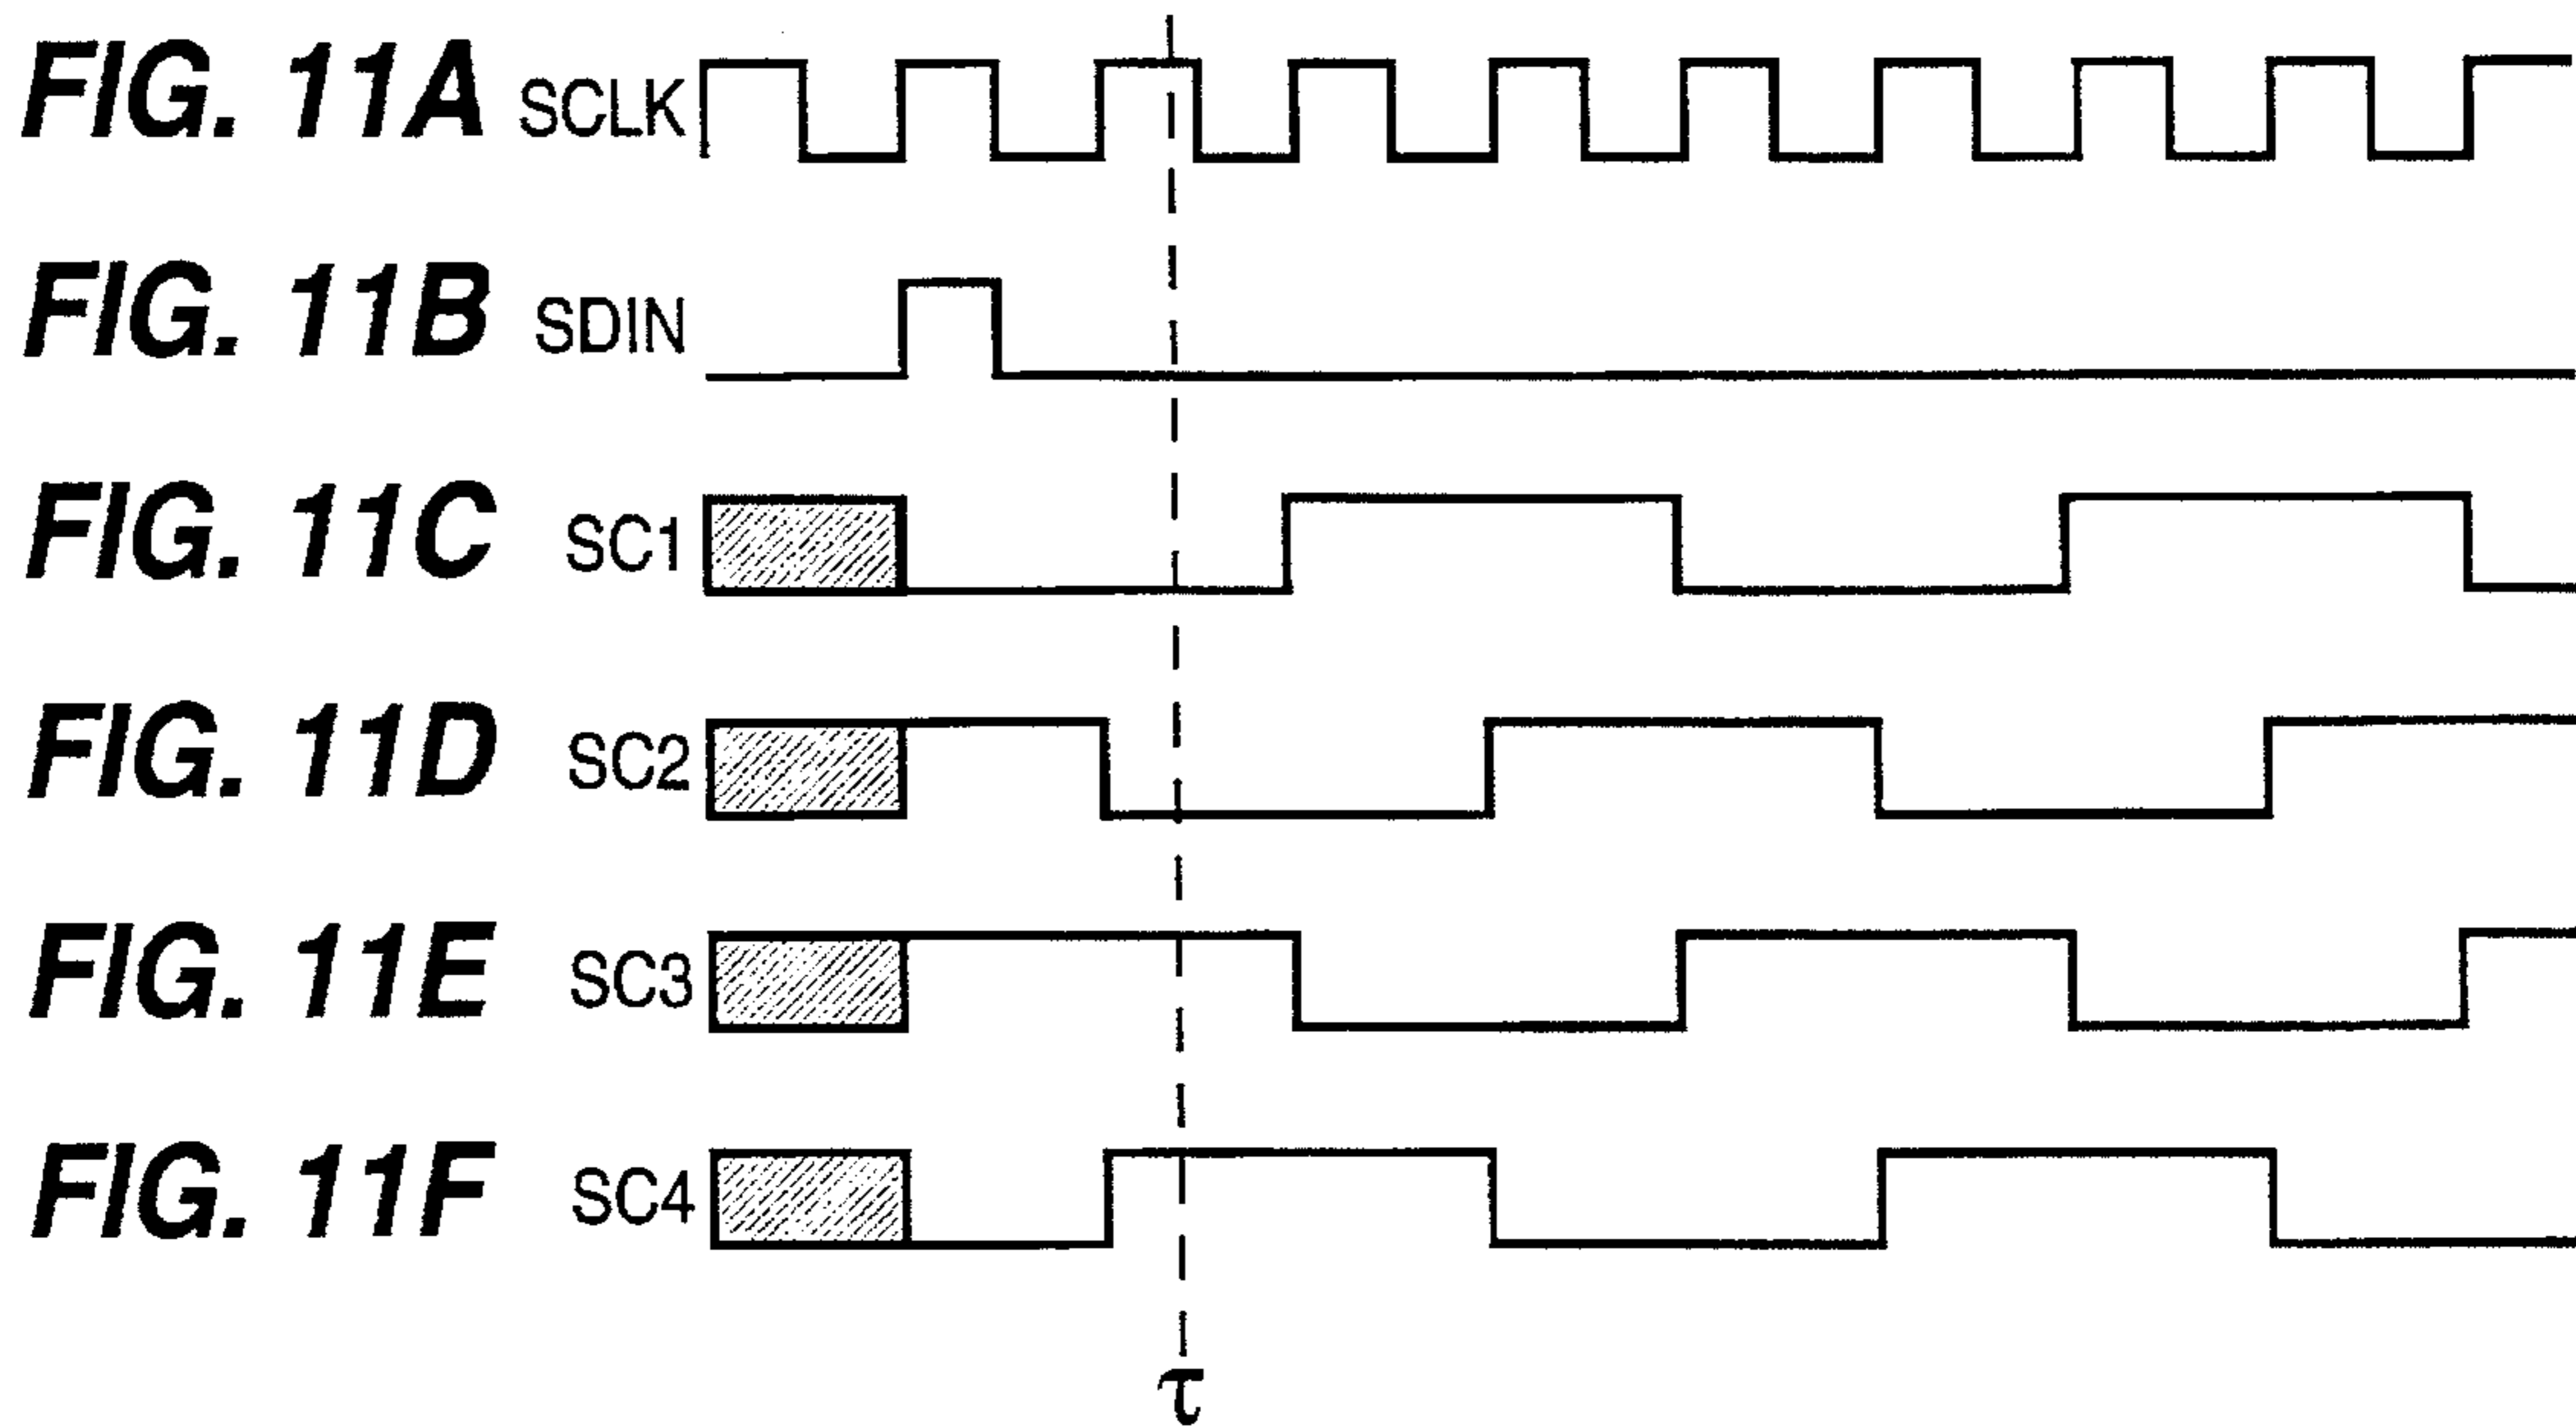 FIG. 11A SCLK
FIG. 11B SDIN
FIG. 11C SC1
FIG. 11D SC2
FIG. 11E SC3
FIG. 11F SC4
τ